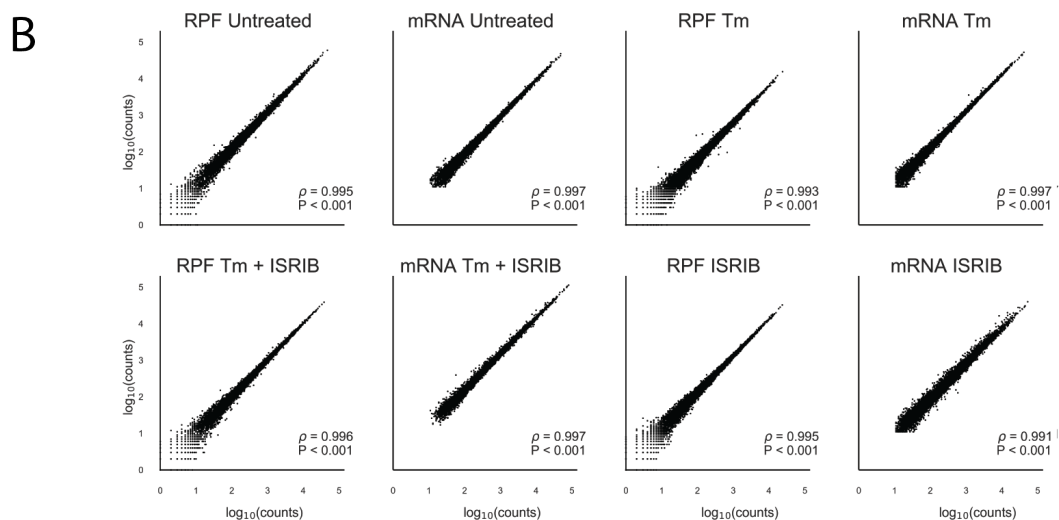 B
RPF Untreated
mRNA Untreated
RPF Tm
mRNA Tm
log10(counts)
5
4
3
2
1
0
ρ = 0.995
P < 0.001
ρ = 0.997
P < 0.001
ρ = 0.993
P < 0.001
ρ = 0.997
P < 0.001
RPF Tm + ISRIB
mRNA Tm + ISRIB
RPF ISRIB
mRNA ISRIB
log10(counts)
5
4
3
2
1
0
ρ = 0.996
P < 0.001
ρ = 0.997
P < 0.001
ρ = 0.995
P < 0.001
ρ = 0.991
P < 0.001
0 1 2 3 4 5
0 1 2 3 4 5
0 1 2 3 4 5
0 1 2 3 4 5
log10(counts)
log10(counts)
log10(counts)
log10(counts)